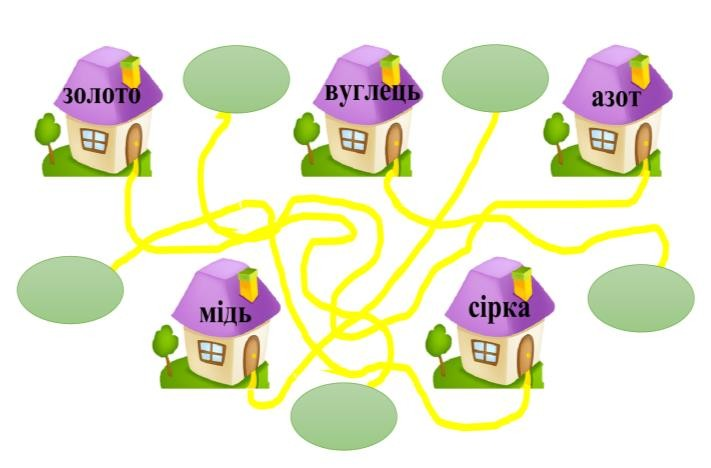 золото
вуглець
азот
мідь
сірка